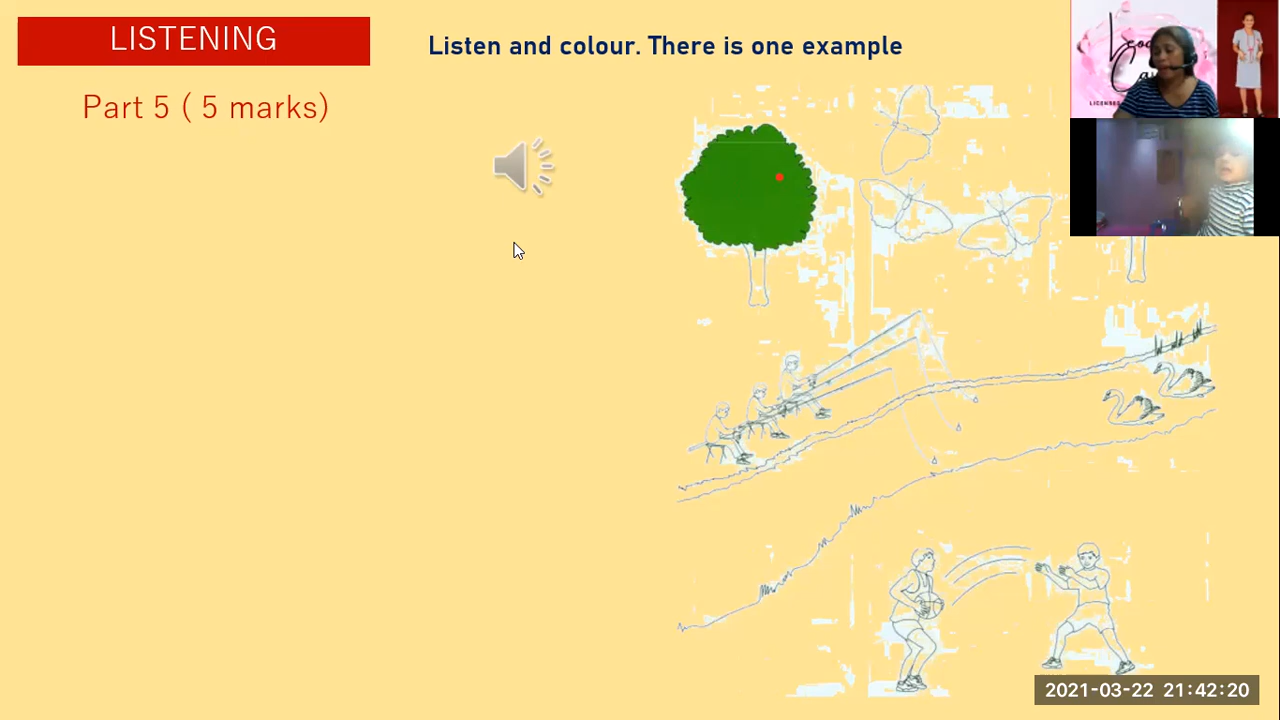 LISTENING
Listen and colour. There is one example
Part 5 ( 5 marks)
2021-03-22 21:42:20